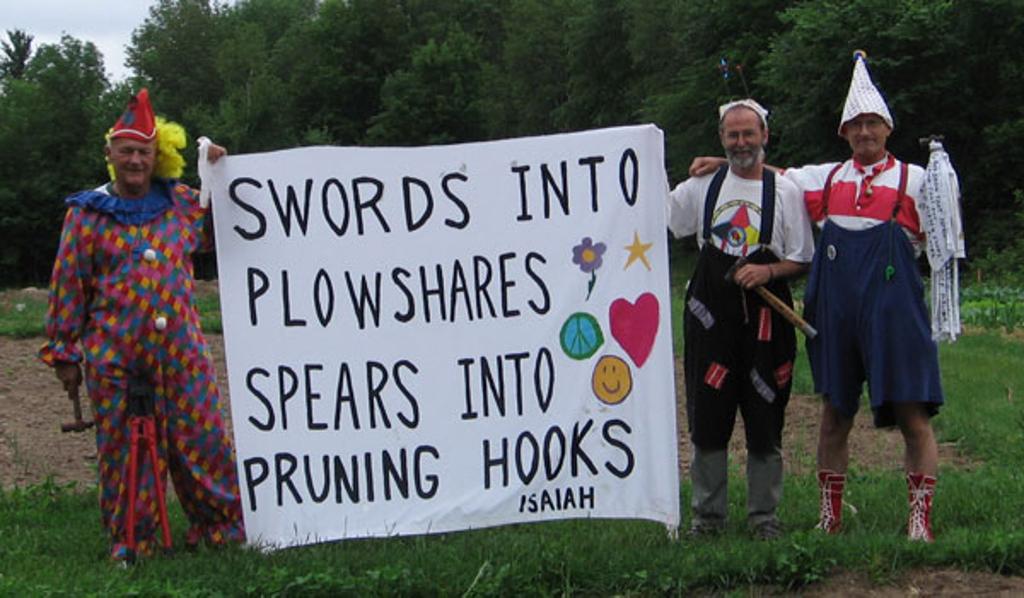 SWORDS INTO
PLOWSHARES
SPEARS INTO
PRUNING HOOKS
ISAIAH